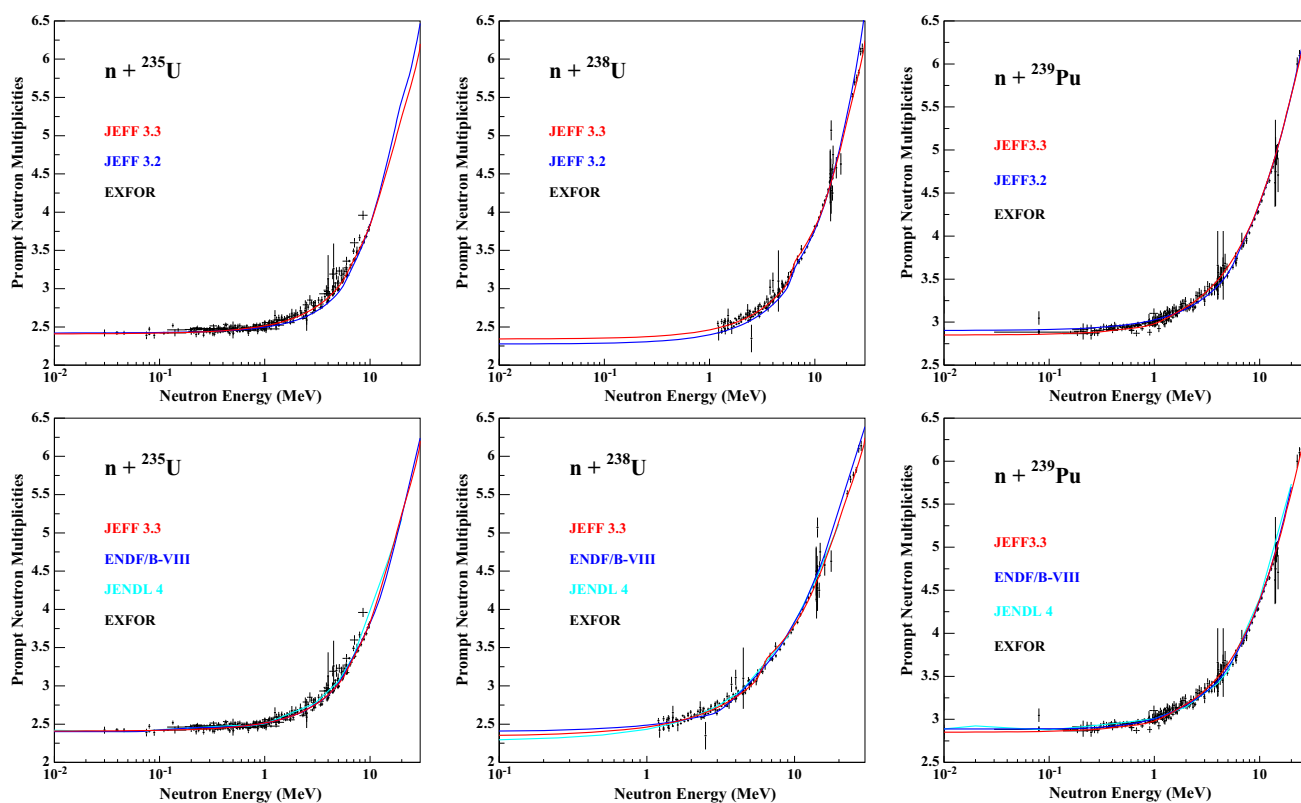 Prompt Neutron Multiplicities
6.5
6
5.5
5
4.5
4
3.5
3
2.5
2
n + ²³⁵U
JEFF 3.3
JEFF 3.2
EXFOR
10⁻² 10⁻¹ 1 10
Neutron Energy (MeV)
Prompt Neutron Multiplicities
6.5
6
5.5
5
4.5
4
3.5
3
2.5
2
n + ²³⁸U
JEFF 3.3
JEFF 3.2
EXFOR
10⁻² 10⁻¹ 1 10
Neutron Energy (MeV)
Prompt Neutron Multiplicities
6.5
6
5.5
5
4.5
4
3.5
3
2.5
n + ²³⁹Pu
JEFF3.3
JEFF3.2
EXFOR
10⁻² 10⁻¹ 1 10
Neutron Energy (MeV)
Prompt Neutron Multiplicities
6.5
6
5.5
5
4.5
4
3.5
3
2.5
2
n + ²³⁵U
JEFF 3.3
ENDF/B-VIII
JENDL 4
EXFOR
10⁻² 10⁻¹ 1 10
Neutron Energy (MeV)
Prompt Neutron Multiplicities
6.5
6
5.5
5
4.5
4
3.5
3
2.5
2
n + ²³⁸U
JEFF 3.3
ENDF/B-VIII
JENDL 4
EXFOR
10⁻¹ 1 10
Neutron Energy (MeV)
Prompt Neutron Multiplicities
6.5
6
5.5
5
4.5
4
3.5
3
2.5
n + ²³⁹Pu
JEFF3.3
ENDF/B-VIII
JENDL 4
EXFOR
10⁻² 10⁻¹ 1 10
Neutron Energy (MeV)